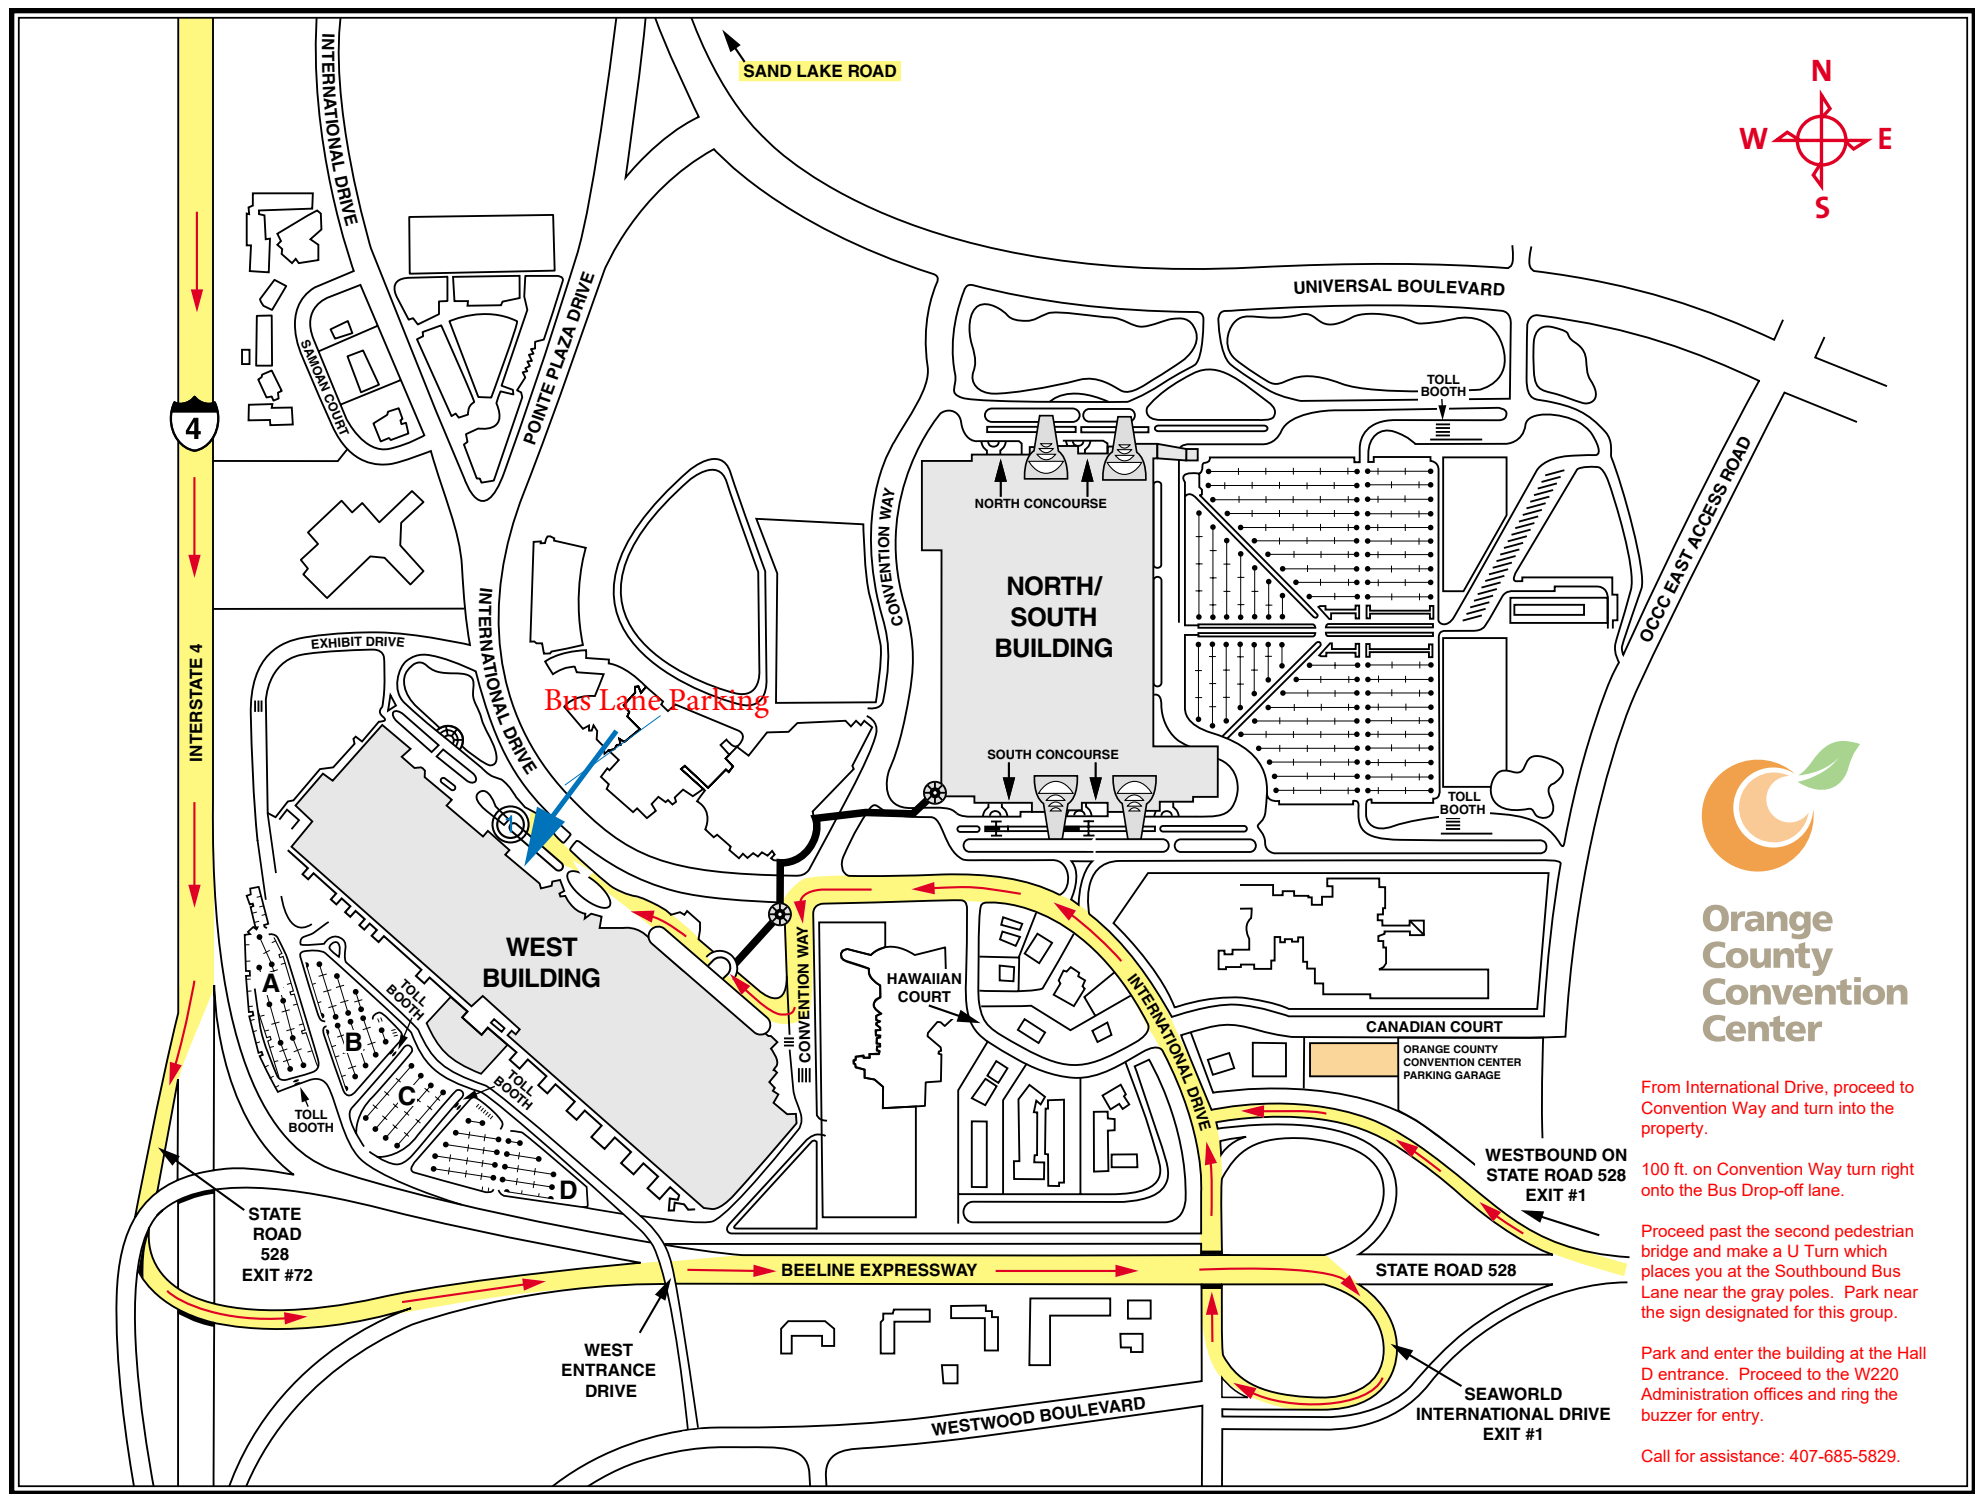 SAND LAKE ROAD
N
W E
S
INTERNATIONAL DRIVE
UNIVERSAL BOULEVARD
POINTE PLAZA DRIVE
SAMOAN COURT
4
TOLL
BOOTH
OCCC EAST ACCESS ROAD
CONVENTION WAY
NORTH CONCOURSE
NORTH/
SOUTH
BUILDING
INTERSTATE 4
EXHIBIT DRIVE
INTERNATIONAL DRIVE
Bus Lane Parking
SOUTH CONCOURSE
TOLL
BOOTH
Orange
County
Convention
Center
WEST
BUILDING
CONVENTION WAY
HAWAIIAN
COURT
INTERNATIONAL DRIVE
CANADIAN COURT
ORANGE COUNTY
CONVENTION CENTER
PARKING GARAGE
A
B
C
D
TOLL
BOOTH
TOLL
BOOTH
TOLL
BOOTH
From International Drive, proceed to
Convention Way and turn into the
property.
100 ft. on Convention Way turn right
onto the Bus Drop-off lane.
Proceed past the second pedestrian
bridge and make a U Turn which
places you at the Southbound Bus
Lane near the gray poles.  Park near
the sign designated for this group.
Park and enter the building at the Hall
D entrance.  Proceed to the W220
Administration offices and ring the
buzzer for entry.
Call for assistance: 407-685-5829.
WESTBOUND ON
STATE ROAD 528
EXIT #1
STATE
ROAD
528
EXIT #72
BEELINE EXPRESSWAY
STATE ROAD 528
WEST
ENTRANCE
DRIVE
SEAWORLD
INTERNATIONAL DRIVE
EXIT #1
WESTWOOD BOULEVARD